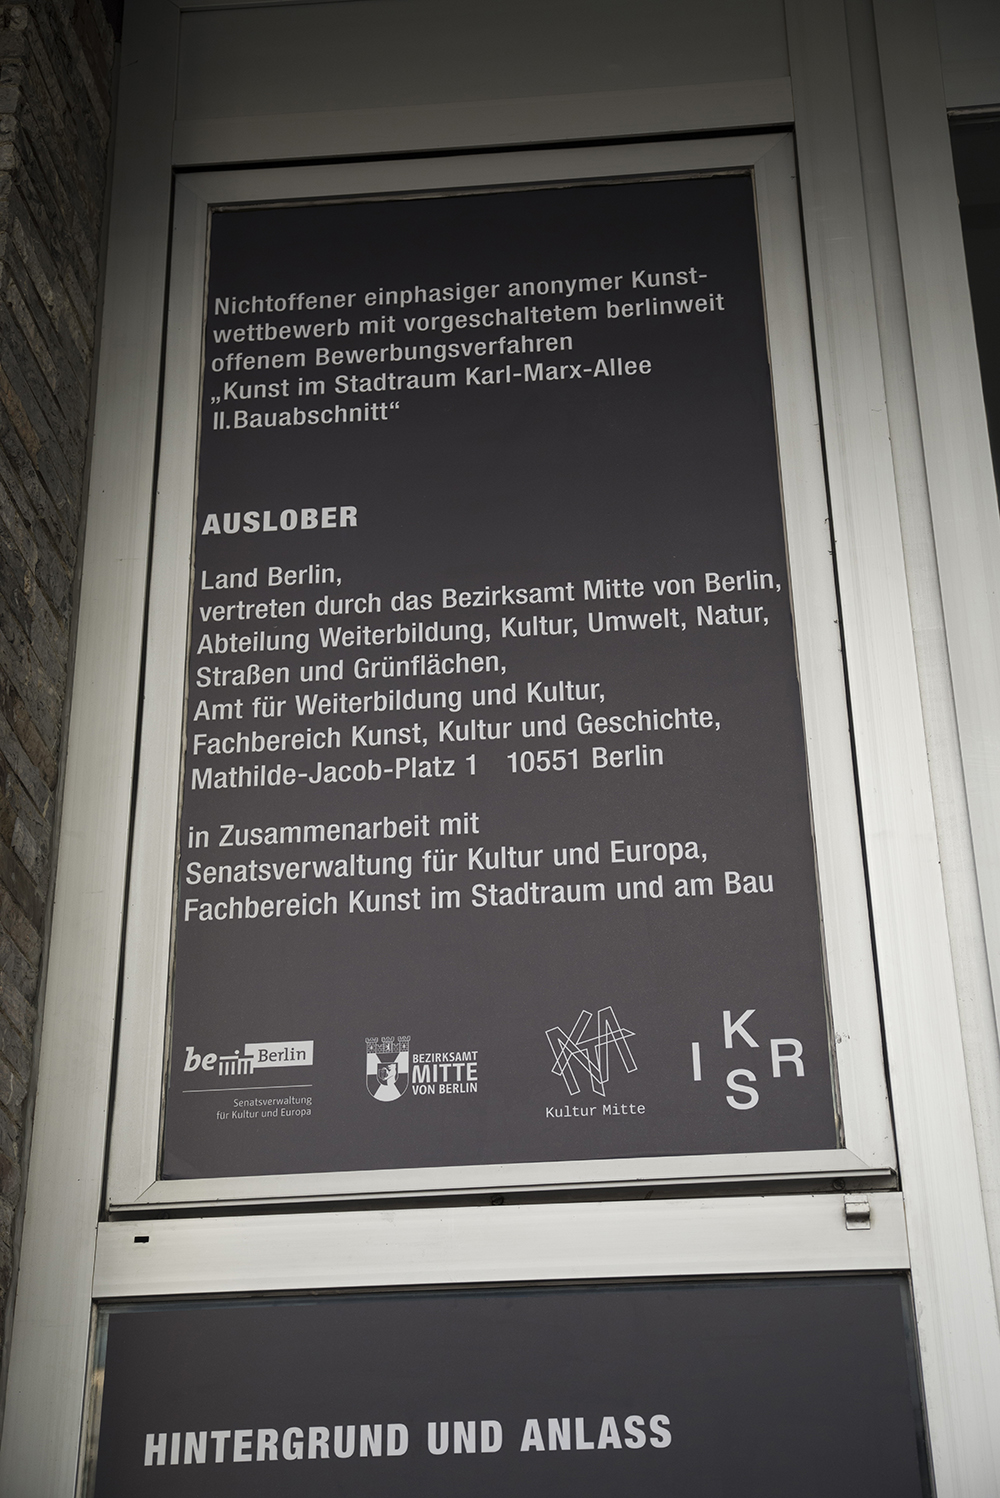 Nichtoffener einphasiger anonymer Kunst-
wettbewerb mit vorgeschaltetem berlinweit
offenem Bewerbungsverfahren
„Kunst im Stadtraum Karl-Marx-Allee
II.Bauabschnitt“
AUSLOBER
Land Berlin,
vertreten durch das Bezirksamt Mitte von Berlin,
Abteilung Weiterbildung, Kultur, Umwelt, Natur,
Straßen und Grünflächen,
Amt für Weiterbildung und Kultur,
Fachbereich Kunst, Kultur und Geschichte,
Mathilde-Jacob-Platz 1 10551 Berlin
in Zusammenarbeit mit
Senatsverwaltung für Kultur und Europa,
Fachbereich Kunst im Stadtraum und am Bau
be Berlin
Senatsverwaltung
für Kultur und Europa
BEZIRKSAMT
MITTE
VON BERLIN
KA
Kultur Mitte
K
I R
S
HINTERGRUND UND ANLASS